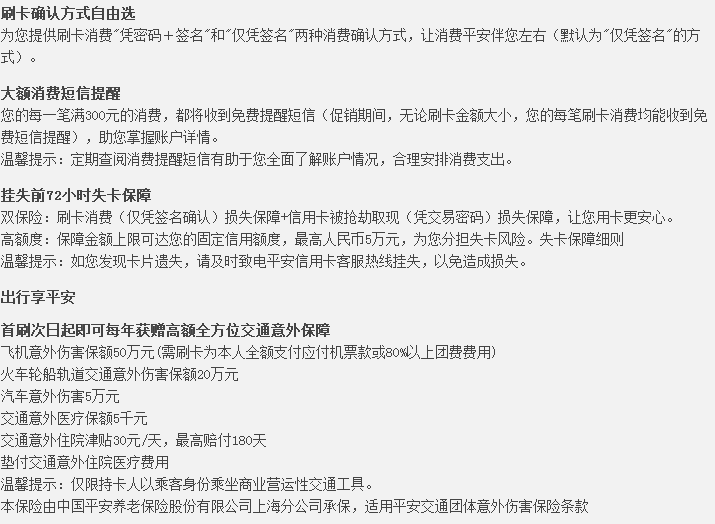 刷卡确认方式自由选
为您提供刷卡消费"凭密码＋签名"和"仅凭签名"两种消费确认方式，让消费平安伴您左右（默认为"仅凭签名"的方
式）。
大额消费短信提醒
您的每一笔满300元的消费，都将收到免费提醒短信（促销期间，无论刷卡金额大小，您的每笔刷卡消费均能收到免
费短信提醒），助您掌握账户详情。
温馨提示：定期查阅消费提醒短信有助于您全面了解账户情况，合理安排消费支出。
挂失前72小时失卡保障
双保险：刷卡消费（仅凭签名确认）损失保障+信用卡被抢劫取现（凭交易密码）损失保障，让您用卡更安心。
高额度：保障金额上限可达您的固定信用额度，最高人民币5万元，为您分担失卡风险。失卡保障细则
温馨提示：如您发现卡片遗失，请及时致电平安信用卡客服热线挂失，以免造成损失。
出行享平安
首刷次日起即可每年获赠高额全方位交通意外保障
飞机意外伤害保额50万元(需刷卡为本人全额支付应付机票款或80%以上团费费用)
火车轮船轨道交通意外伤害保额20万元
汽车意外伤害5万元
交通意外医疗保额5千元
交通意外住院津贴30元/天，最高赔付180天
垫付交通意外住院医疗费用
温馨提示：仅限持卡人以乘客身份乘坐商业营运性交通工具。
本保险由中国平安养老保险股份有限公司上海分公司承保，适用平安交通团体意外伤害保险条款